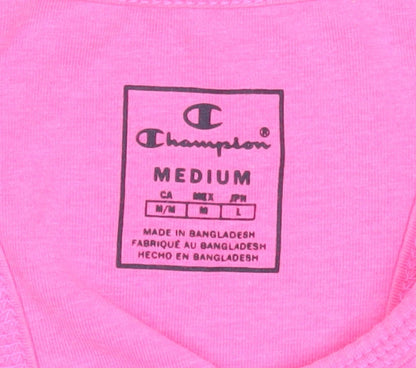 Champion®
MEDIUM
CA MEX JPN
M/M M L
MADE IN BANGLADESH
FABRIQUÉ AU BANGLADESH
HECHO EN BANGLADESH